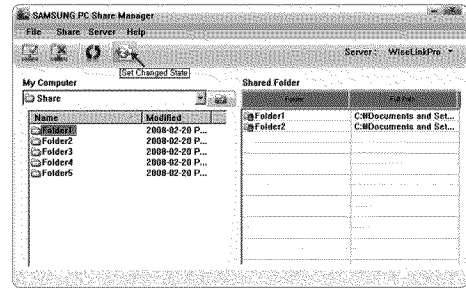 SAMSUNG PC Share Manager
File Share Server Help
Server : WiseLinkPro
Set Changed State
My Computer
Shared Folder
Share
Folder Full Path
Name Modified
Folder1 2008-02-20 P...
Folder2 2008-02-20 P...
Folder3 2008-02-20 P...
Folder4 2008-02-20 P...
Folder5 2008-02-20 P...
Folder1 C:₩Documents and Set...
Folder2 C:₩Documents and Set...